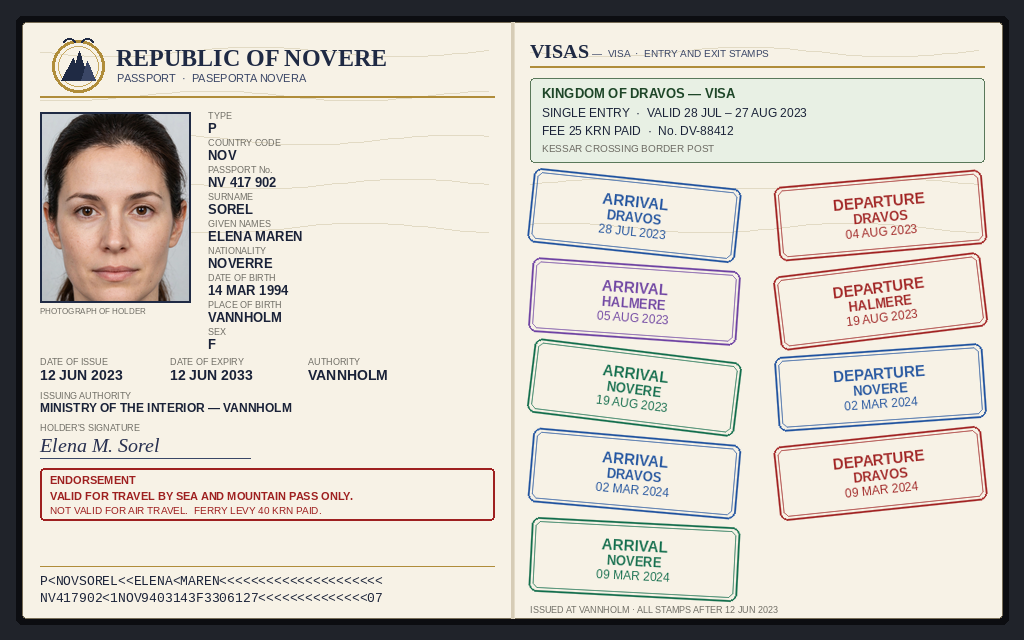 REPUBLIC OF NOVERE
PASSPORT · PASEPORTA NOVERA
TYPE
P
COUNTRY CODE
NOV
PASSPORT No.
NV 417 902
SURNAME
SOREL
GIVEN NAMES
ELENA MAREN
NATIONALITY
NOVERRE
DATE OF BIRTH
14 MAR 1994
PLACE OF BIRTH
VANNHOLM
SEX
F
PHOTOGRAPH OF HOLDER
DATE OF ISSUE DATE OF EXPIRY AUTHORITY
12 JUN 2023 12 JUN 2033 VANNHOLM
ISSUING AUTHORITY
MINISTRY OF THE INTERIOR — VANNHOLM
HOLDER'S SIGNATURE
Elena M. Sorel
ENDORSEMENT
VALID FOR TRAVEL BY SEA AND MOUNTAIN PASS ONLY.
NOT VALID FOR AIR TRAVEL. FERRY LEVY 40 KRN PAID.
P<NOVSOREL<<ELENA<MAREN<<<<<<<<<<<<<<<<<<<<<
NV417902<1NOV9403143F3306127<<<<<<<<<<<<<<07
VISAS — VISA · ENTRY AND EXIT STAMPS
KINGDOM OF DRAVOS — VISA
SINGLE ENTRY · VALID 28 JUL – 27 AUG 2023
FEE 25 KRN PAID · No. DV-88412
KESSAR CROSSING BORDER POST
ARRIVAL
DRAVOS
28 JUL 2023
DEPARTURE
DRAVOS
04 AUG 2023
ARRIVAL
HALMERE
05 AUG 2023
DEPARTURE
HALMERE
19 AUG 2023
ARRIVAL
NOVERE
19 AUG 2023
DEPARTURE
NOVERE
02 MAR 2024
ARRIVAL
DRAVOS
02 MAR 2024
DEPARTURE
DRAVOS
09 MAR 2024
ARRIVAL
NOVERE
09 MAR 2024
ISSUED AT VANNHOLM · ALL STAMPS AFTER 12 JUN 2023